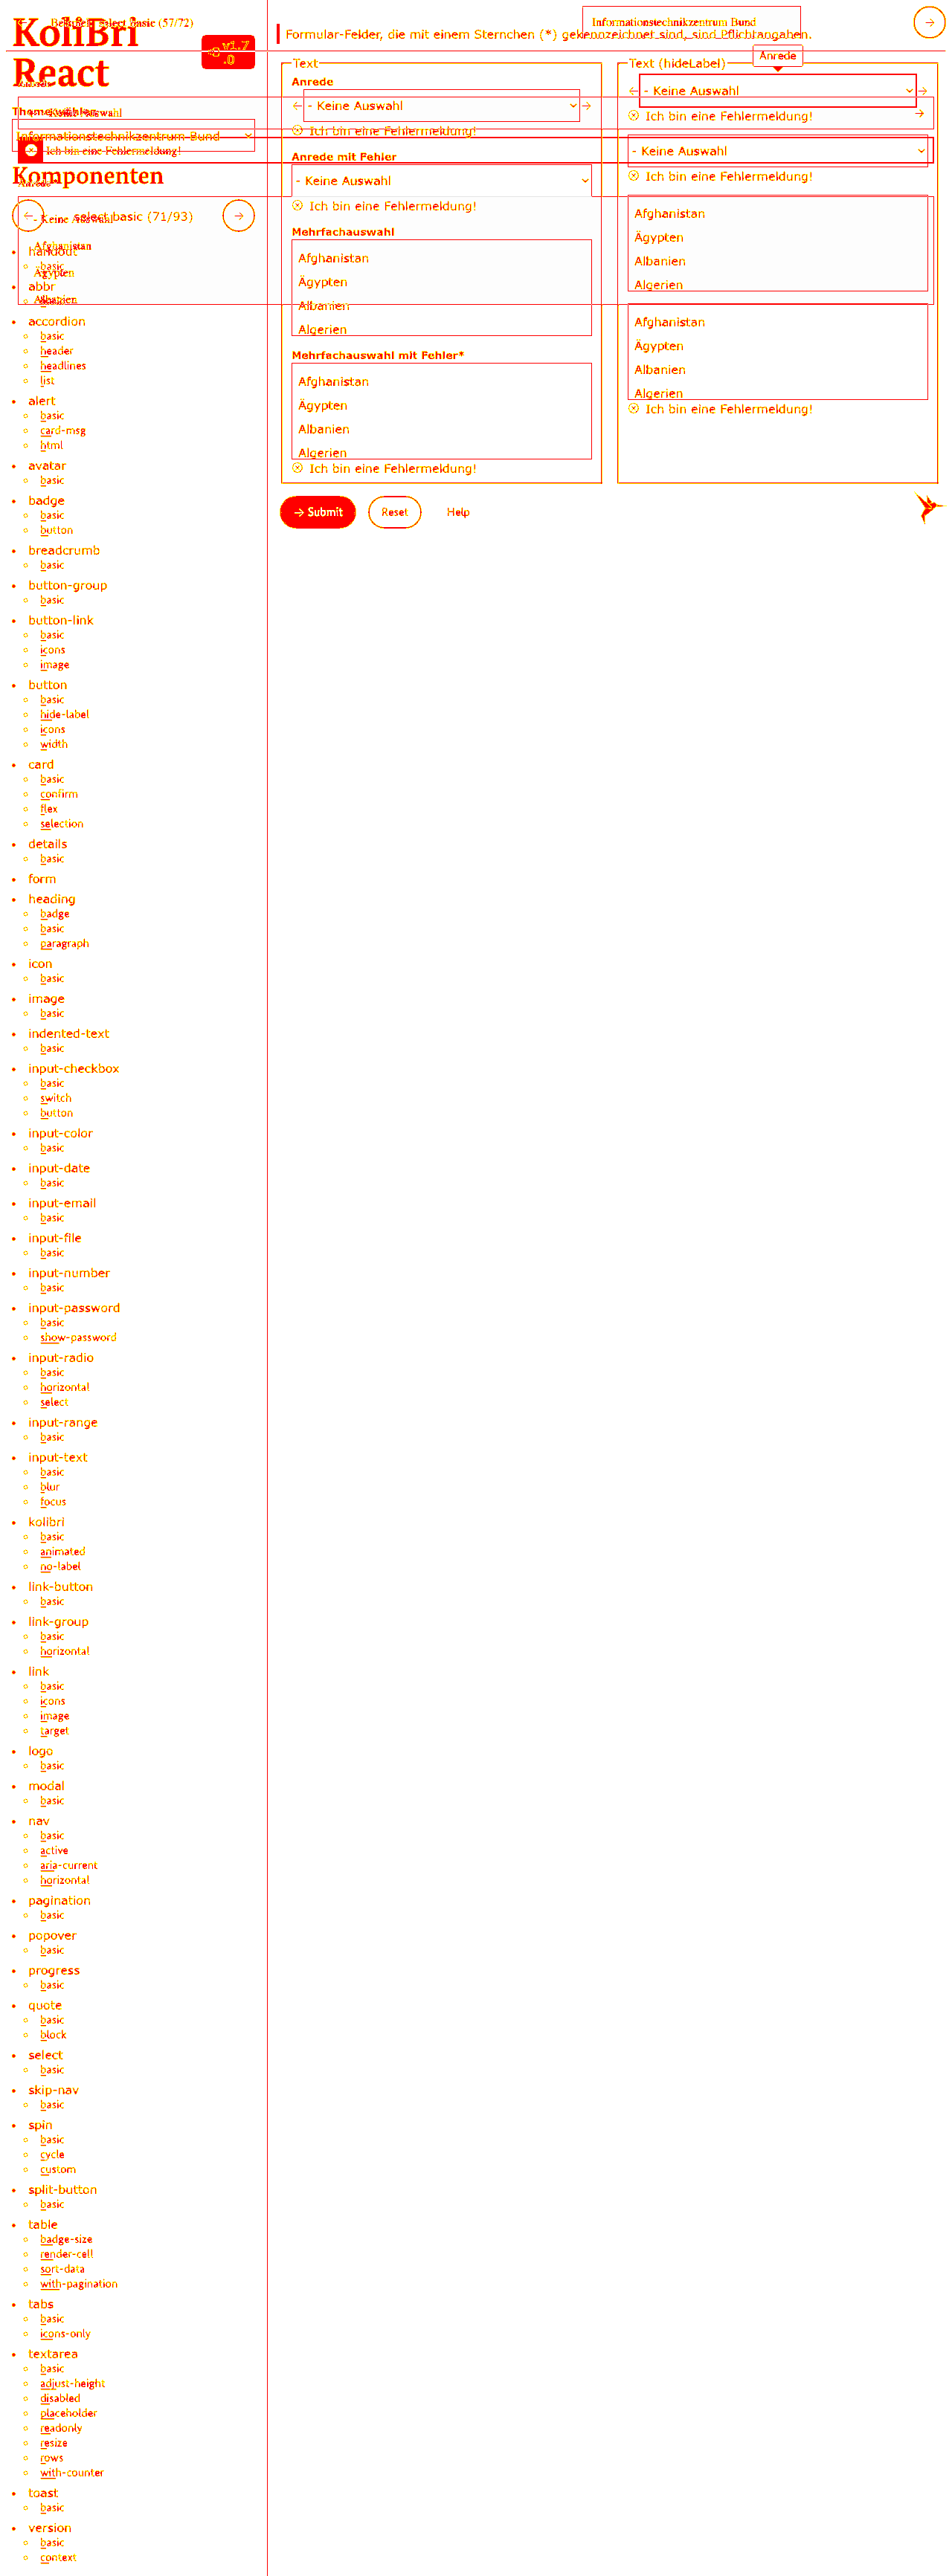 KoliBri
React
v1.7
.0
Beispiel: select basic (57/72)
Informationstechnikzentrum Bund
Informationstechnikzentrum Bund
Ich bin eine Fehlermeldung!
Komponenten
Anrede*
- Keine Auswahl
select basic (71/93)
Afghanistan
Ägypten
Albanien
handout
basic
abbr
accordion
basic
header
headlines
list
alert
basic
card-msg
html
avatar
basic
badge
basic
button
breadcrumb
basic
button-group
basic
button-link
basic
icons
image
button
basic
hide-label
icons
width
card
basic
confirm
flex
selection
details
basic
form
heading
badge
basic
paragraph
icon
basic
image
basic
indented-text
basic
input-checkbox
basic
switch
button
input-color
basic
input-date
basic
input-email
basic
input-file
basic
input-number
basic
input-password
basic
show-password
input-radio
basic
horizontal
select
input-range
basic
input-text
basic
blur
focus
kolibri
basic
animated
no-label
link-button
basic
link-group
basic
horizontal
link
basic
icons
image
target
logo
basic
modal
basic
nav
basic
active
aria-current
horizontal
pagination
basic
popover
basic
progress
basic
quote
basic
block
select
basic
skip-nav
basic
spin
basic
cycle
custom
split-button
basic
table
badge-size
render-cell
sort-data
with-pagination
tabs
basic
icons-only
textarea
basic
adjust-height
disabled
placeholder
readonly
resize
rows
with-counter
toast
basic
version
basic
context
Formular-Felder, die mit einem Sternchen (*) gekennzeichnet sind, sind Pflichtangaben.
Text
Anrede
- Keine Auswahl
Ich bin eine Fehlermeldung!
Anrede mit Fehler
- Keine Auswahl
Ich bin eine Fehlermeldung!
Mehrfachauswahl
Afghanistan
Ägypten
Albanien
Algerien
Mehrfachauswahl mit Fehler*
Afghanistan
Ägypten
Albanien
Algerien
Ich bin eine Fehlermeldung!
Text (hideLabel)
Anrede
- Keine Auswahl
Ich bin eine Fehlermeldung!
- Keine Auswahl
Ich bin eine Fehlermeldung!
Afghanistan
Ägypten
Albanien
Algerien
Afghanistan
Ägypten
Albanien
Algerien
Ich bin eine Fehlermeldung!
Submit
Reset
Help